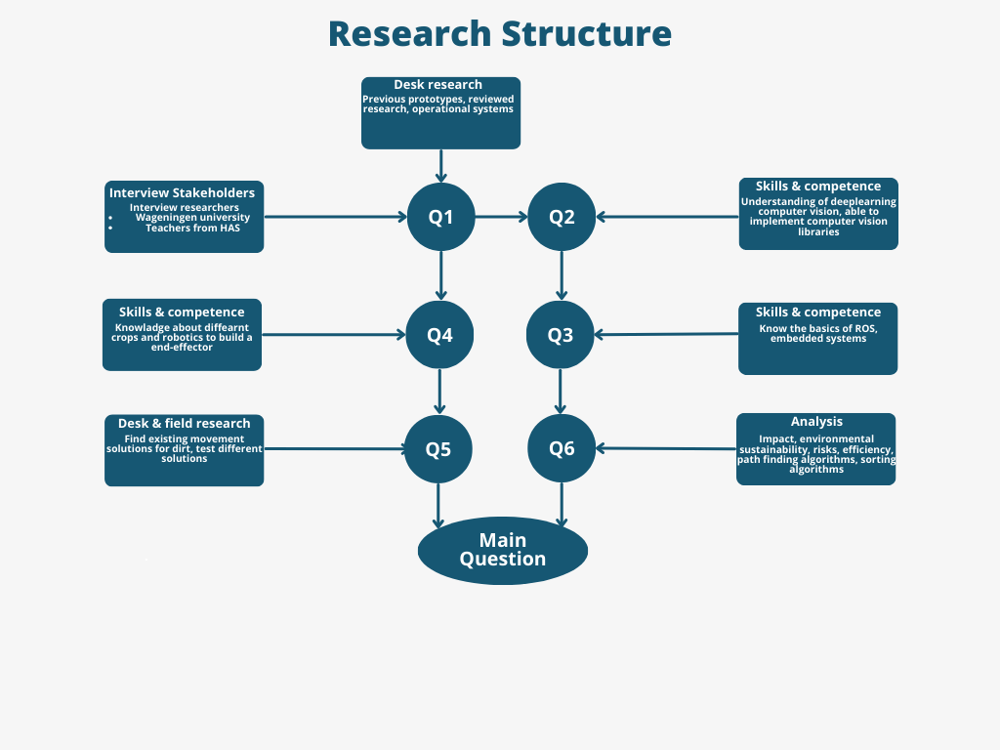 Research Structure
Desk research
Previous prototypes, reviewed
research, operational systems
Interview Stakeholders
Interview researchers
• Wageningen university
• Teachers from HAS
Q1
Q2
Skills & competence
Understanding of deeplearning
computer vision, able to
implement computer vision
libraries
Skills & competence
Knowladge about diffearnt
crops and robotics to build a
end-effector
Q4
Q3
Skills & competence
Know the basics of ROS,
embedded systems
Desk & field research
Find existing movement
solutions for dirt, test different
solutions
Q5
Q6
Analysis
Impact, environmental
sustainability, risks, efficiency,
path finding algorithms, sorting
algorithms
Main
Question